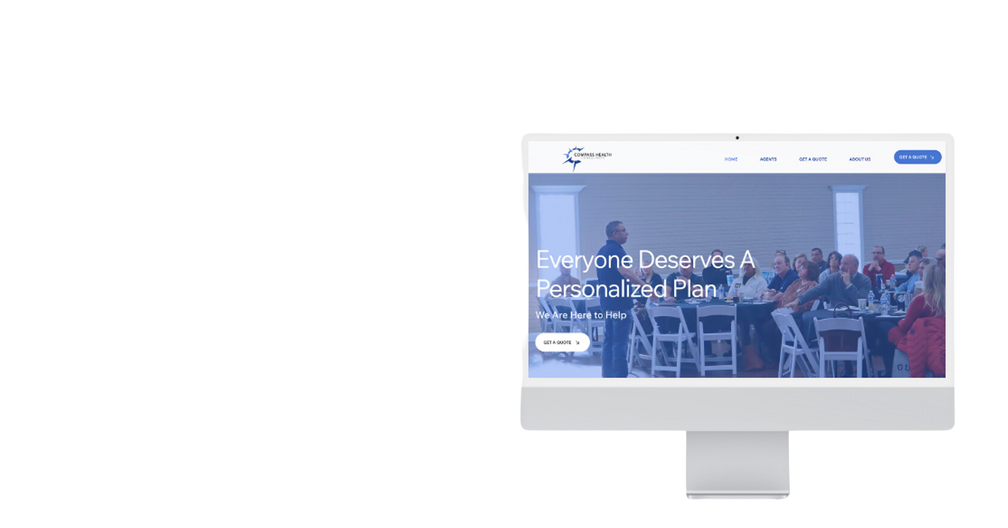 COMPASS HEALTH
HOME
AGENTS
GET A QUOTE
ABOUT US
GET A QUOTE
Everyone Deserves A
Personalized Plan
We Are Here to Help
GET A QUOTE